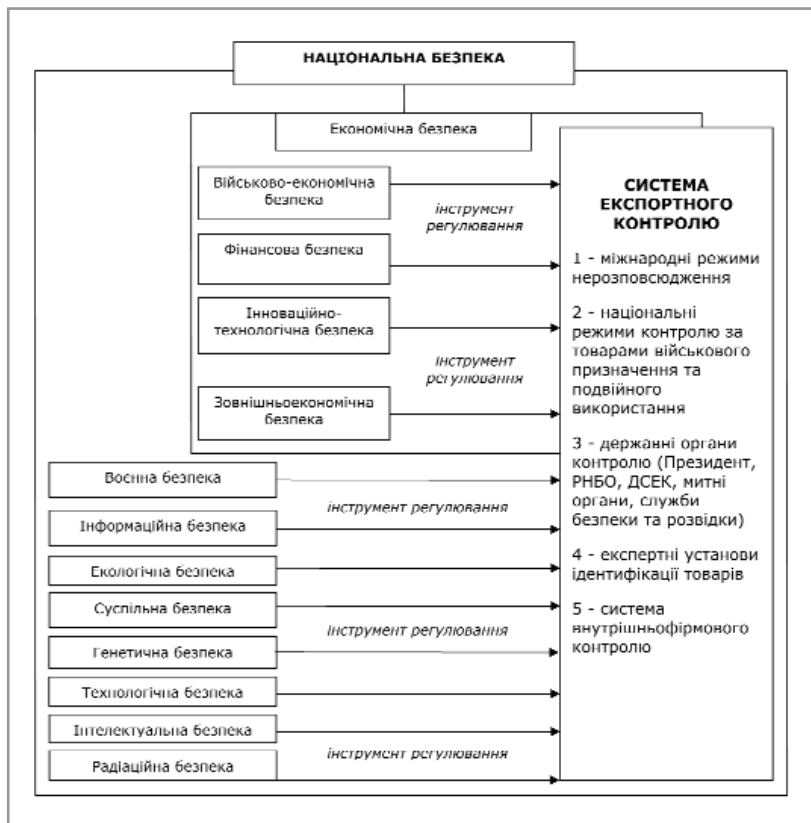 НАЦІОНАЛЬНА БЕЗПЕКА
Економічна безпека
Військово-економічна
безпека
інструмент
регулювання
Фінансова безпека
Інноваційно-
технологічна безпека
інструмент
регулювання
Зовнішньоекономічна
безпека
Воєнна безпека
інструмент регулювання
Інформаційна безпека
Екологічна безпека
Суспільна безпека
інструмент регулювання
Генетична безпека
Технологічна безпека
Інтелектуальна безпека
інструмент регулювання
Радіаційна безпека
СИСТЕМА
ЕКСПОРТНОГО
КОНТРОЛЮ
1 - міжнародні режими
нерозповсюдження
2 - національні
режими контролю за
товарами військового
призначення та
подвійного
використання
3 - державні органи
контролю (Президент,
РНБО, ДСЕК, митні
органи, служби
безпеки та розвідки)
4 - експертні установи
ідентифікації товарів
5 - система
внутрішньофірмового
контролю